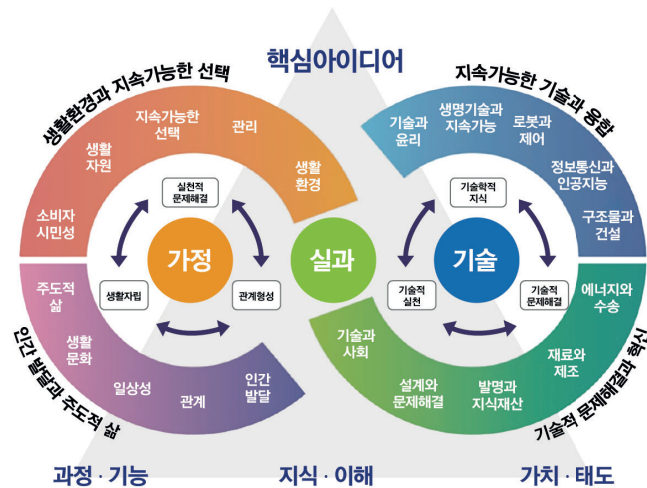 핵심아이디어
생활환경과 지속가능한 선택
소비자
시민성
생활
자원
지속가능한
선택
관리
생활
환경
실천적
문제해결
생활자립
관계형성
가정
주도적
삶
생활
문화
일상성
관계
인간
발달
인간 발달과 주도적 삶
실과
지속가능한 기술과 융합
기술과
윤리
생명기술과
지속가능
로봇과
제어
정보통신과
인공지능
구조물과
건설
기술학적
지식
기술적
실천
기술적
문제해결
기술
기술과
사회
설계와
문제해결
발명과
지식재산
재료와
제조
에너지와
수송
기술적 문제해결과 혁신
과정 · 기능
지식 · 이해
가치 · 태도